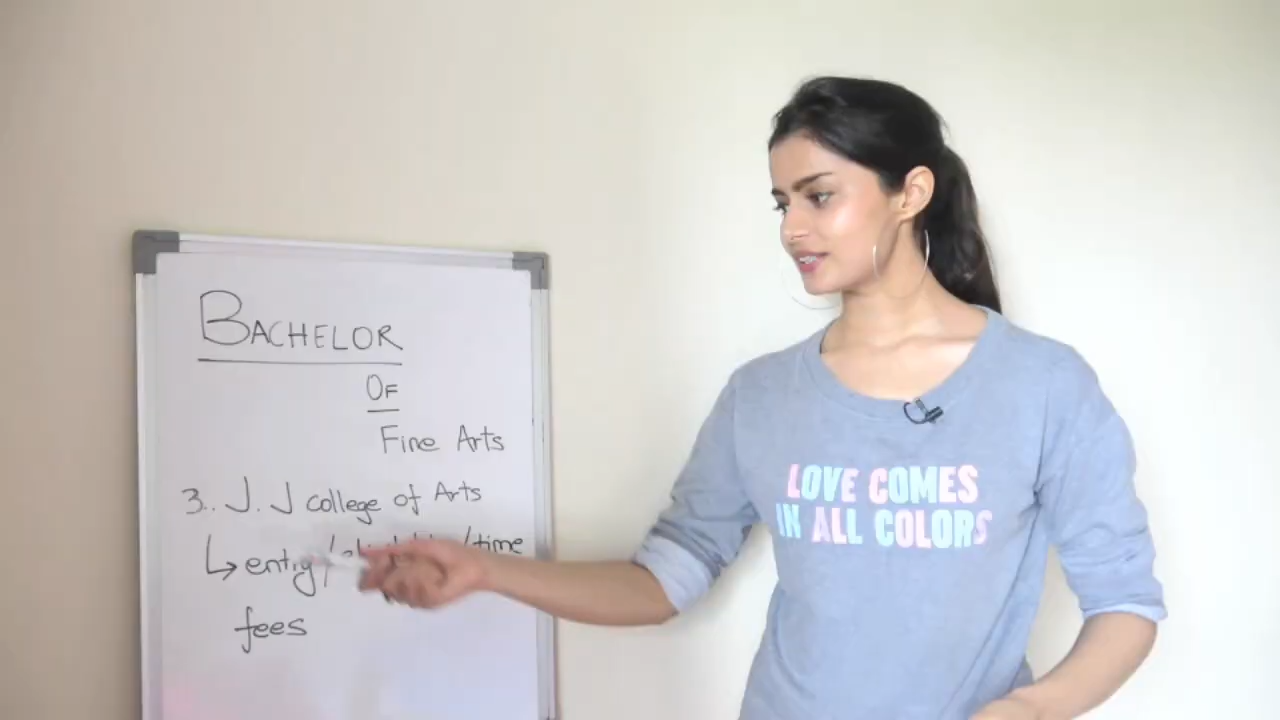 BACHELOR
OF
Fine Arts
3.. J. J college of Arts
↳ entry / / time
fees
LOVE COMES
IN ALL COLORS